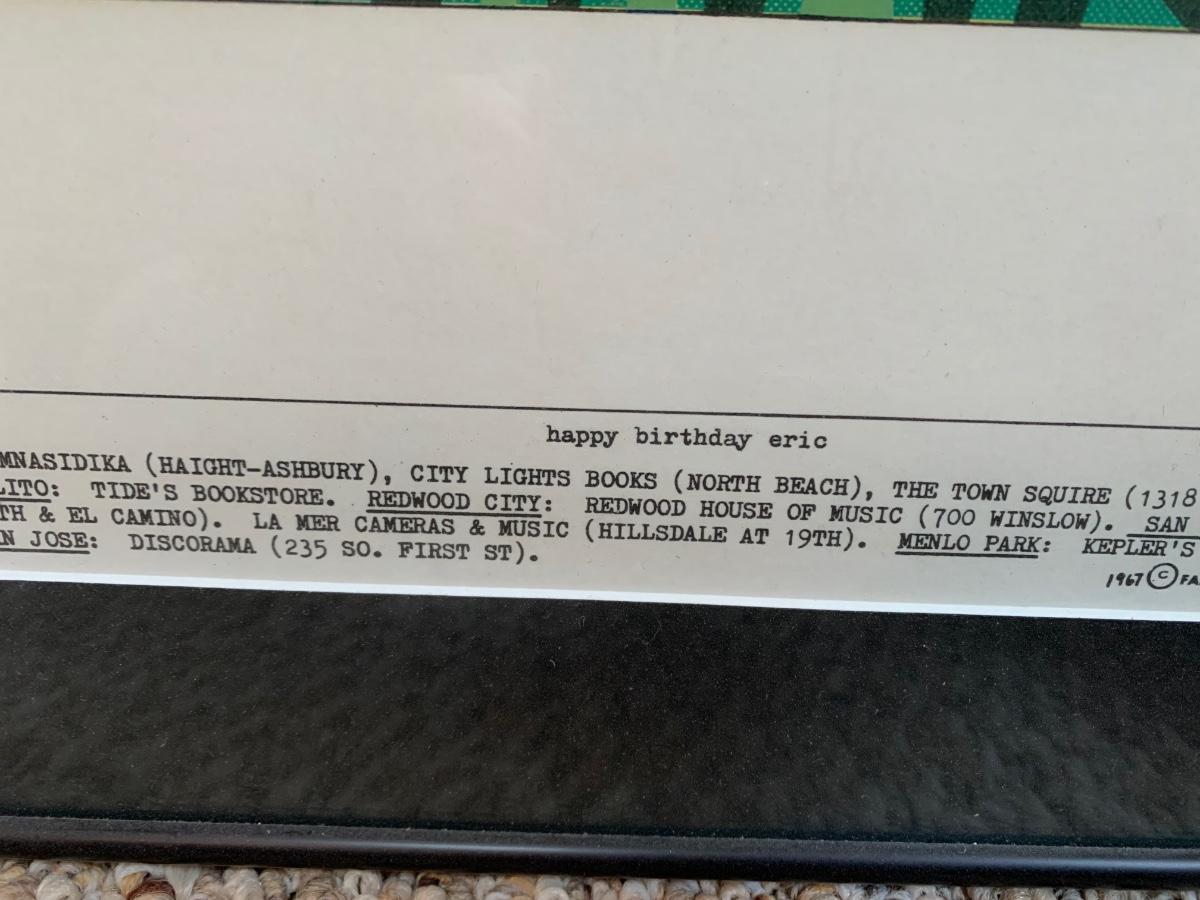 happy birthday eric
MNASIDIKA (HAIGHT-ASHBURY), CITY LIGHTS BOOKS (NORTH BEACH), THE TOWN SQUIRE (1318
LITO: TIDE'S BOOKSTORE. REDWOOD CITY: REDWOOD HOUSE OF MUSIC (700 WINSLOW). SAN
TH & EL CAMINO). LA MER CAMERAS & MUSIC (HILLSDALE AT 19TH). MENLO PARK: KEPLER'S
N JOSE: DISCORAMA (235 SO. FIRST ST).
1967 © FA